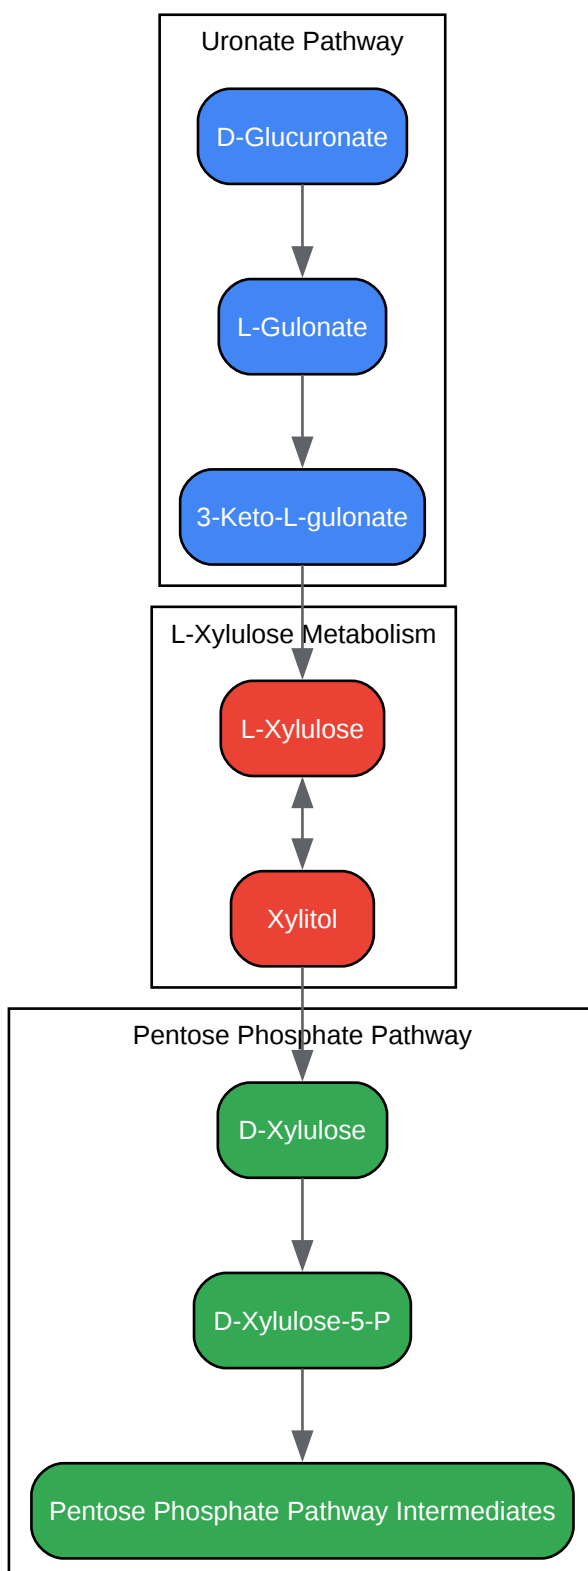 Uronate Pathway
D-Glucuronate
L-Gulonate
3-Keto-L-gulonate
L-Xylulose Metabolism
L-Xylulose
Xylitol
Pentose Phosphate Pathway
D-Xylulose
D-Xylulose-5-P
Pentose Phosphate Pathway Intermediates